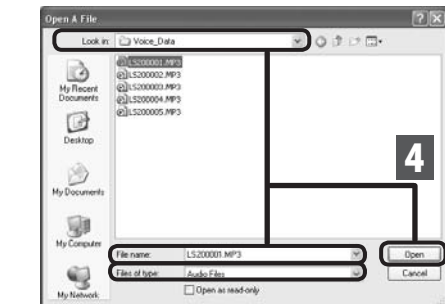 Open A File
Look in: Voice_Data
LS200001.MP3
LS200002.MP3
LS200003.MP3
LS200004.MP3
LS200005.MP3
My Recent
Documents
Desktop
My Documents
My Computer
My Network
4
File name: LS200001.MP3 Open
Files of type: Audio Files Cancel
Open as read-only